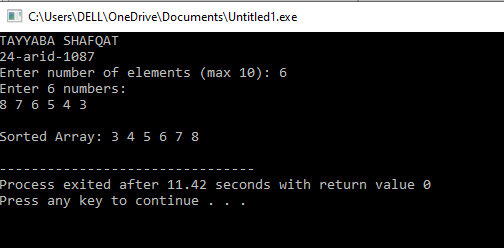 C:\Users\DELL\OneDrive\Documents\Untitled1.exe
TAYYABA SHAFQAT
24-arid-1087
Enter number of elements (max 10): 6
Enter 6 numbers:
8 7 6 5 4 3
Sorted Array: 3 4 5 6 7 8
--------------------------------
Process exited after 11.42 seconds with return value 0
Press any key to continue . . .